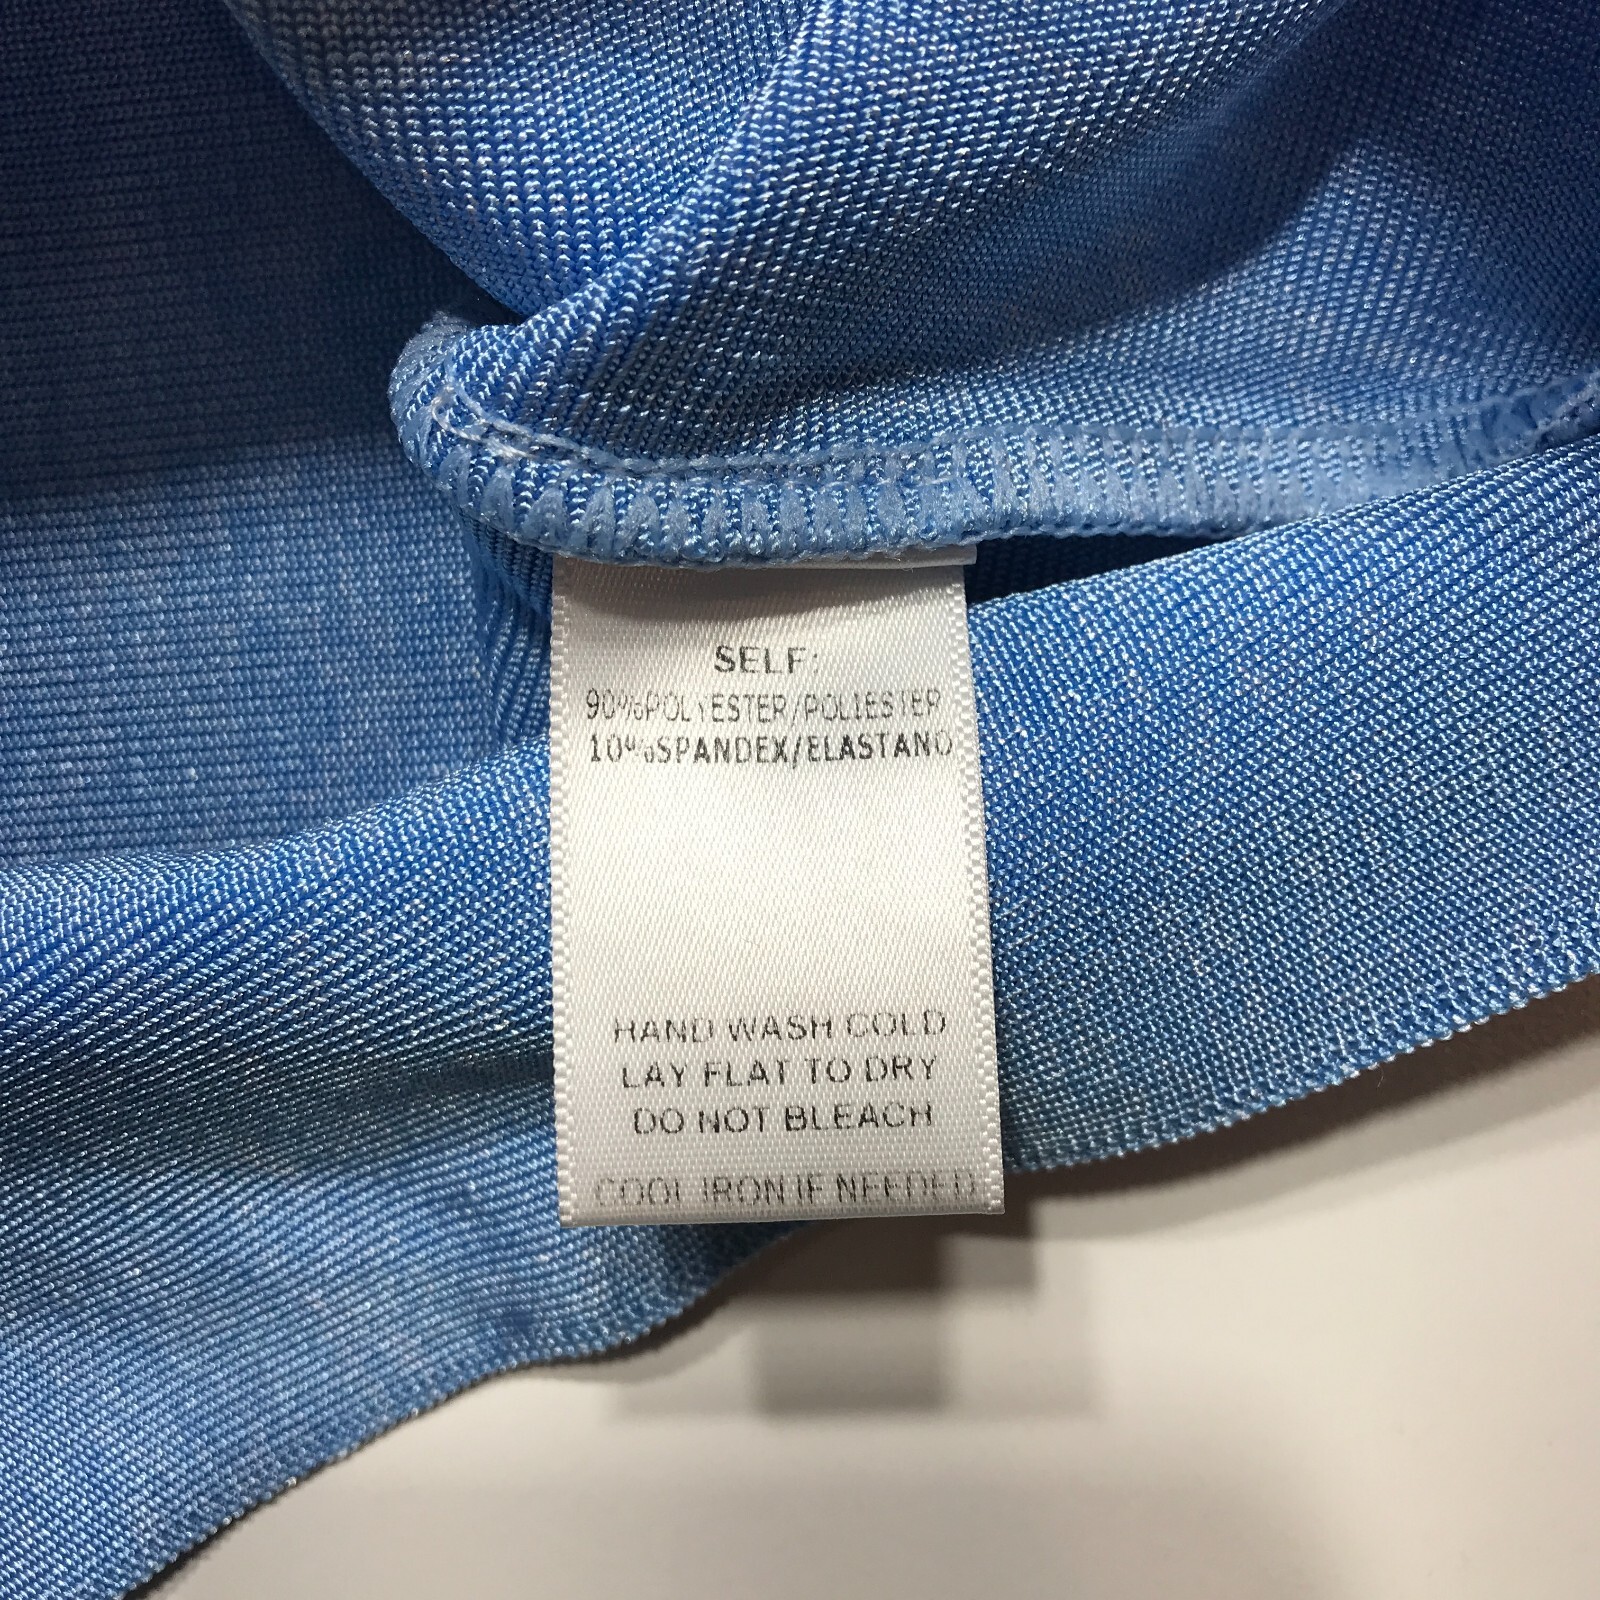 SELF:
90%POLYESTER/POLIESTER
10%SPANDEX/ELASTANO
HAND WASH COLD
LAY FLAT TO DRY
DO NOT BLEACH
COOL IRON IF NEEDED